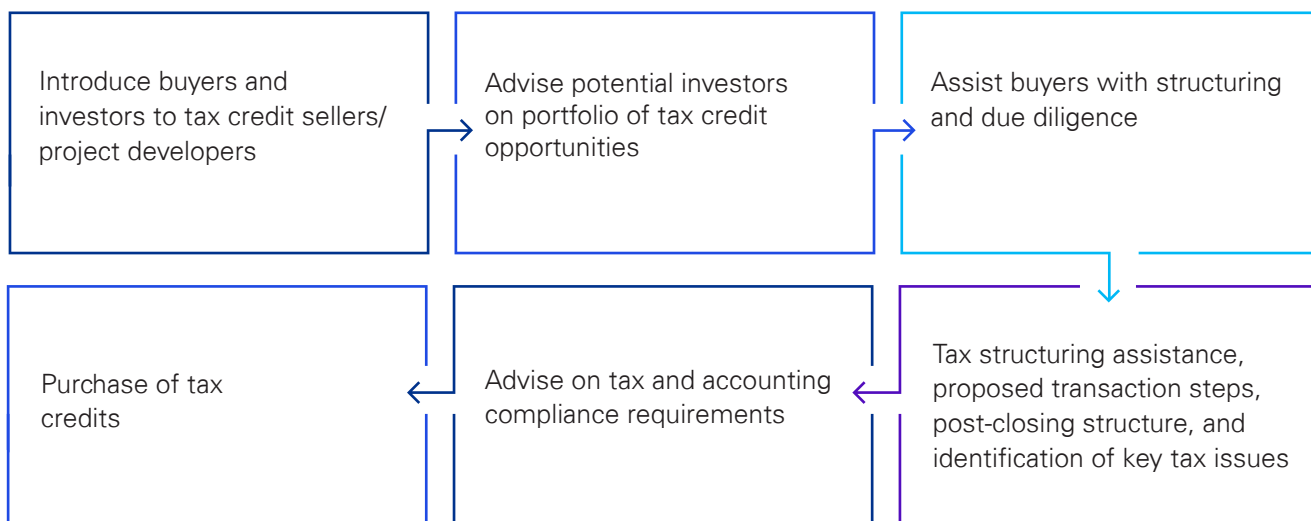 Introduce buyers and
investors to tax credit sellers/
project developers
Advise potential investors
on portfolio of tax credit
opportunities
Assist buyers with structuring
and due diligence
Tax structuring assistance,
proposed transaction steps,
post-closing structure, and
identification of key tax issues
Advise on tax and accounting
compliance requirements
Purchase of tax
credits